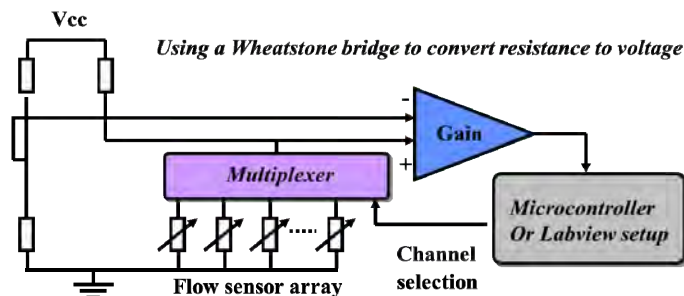 Vcc
Using a Wheatstone bridge to convert resistance to voltage
-
Gain
+
Multiplexer
Microcontroller
Or Labview setup
Channel
selection
Flow sensor array